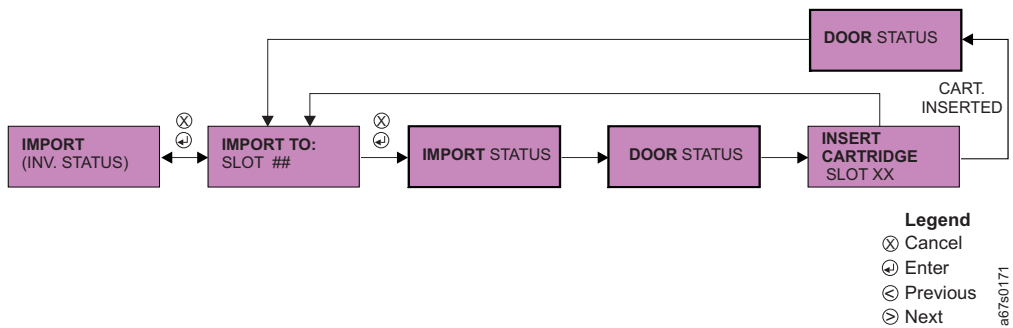 DOOR STATUS
CART.
INSERTED
IMPORT
(INV. STATUS)
IMPORT TO:
SLOT ##
IMPORT STATUS
DOOR STATUS
INSERT
CARTRIDGE
SLOT XX
Legend
Cancel
Enter
Previous
Next
a67s0171